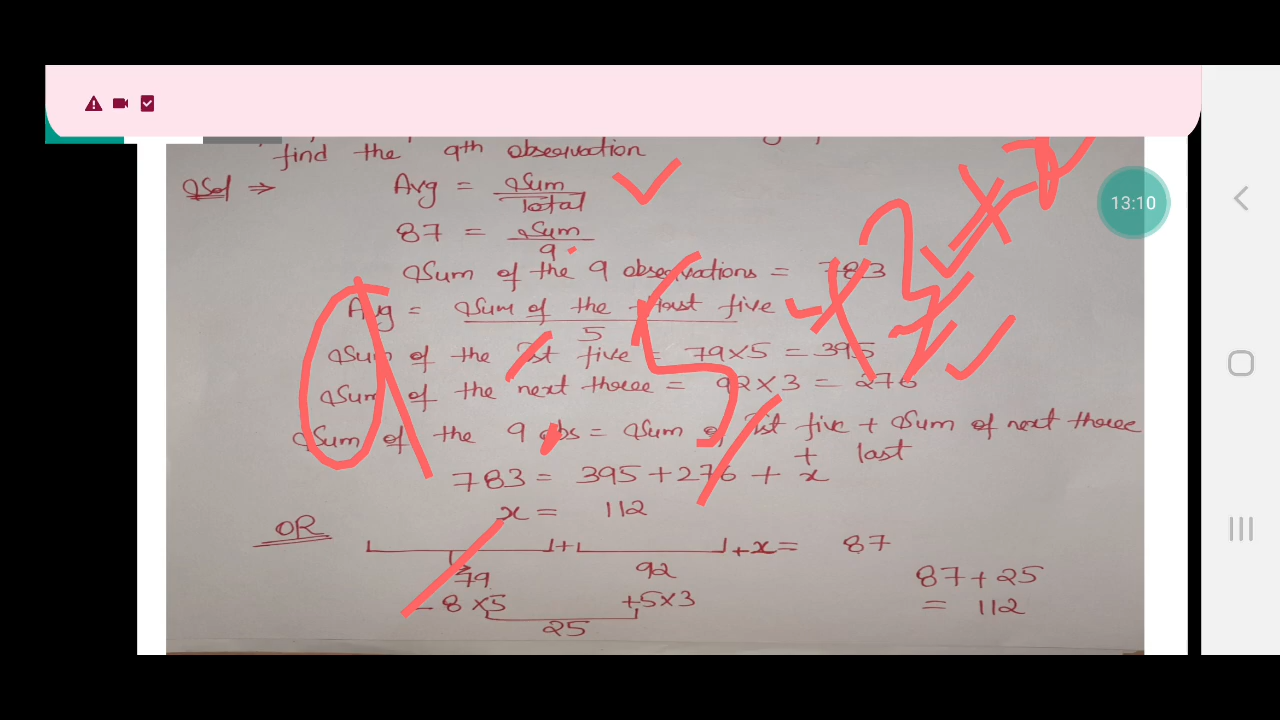 find the 9th observation
Sol ⇒ Avg = Sum / Total
87 = Sum / 9
Sum of the 9 observations = 783
Avg = Sum of the first five / 5
Sum of the 1st five = 79×5 = 395
Sum of the next three = 92×3 = 276
Sum of the 9 obs = Sum of 1st five + Sum of next three
+ last
783 = 395+276 + x
x = 112
OR
+ +x = 87
79 92
-8×5 +5×3
25
87+25
= 112
13:10